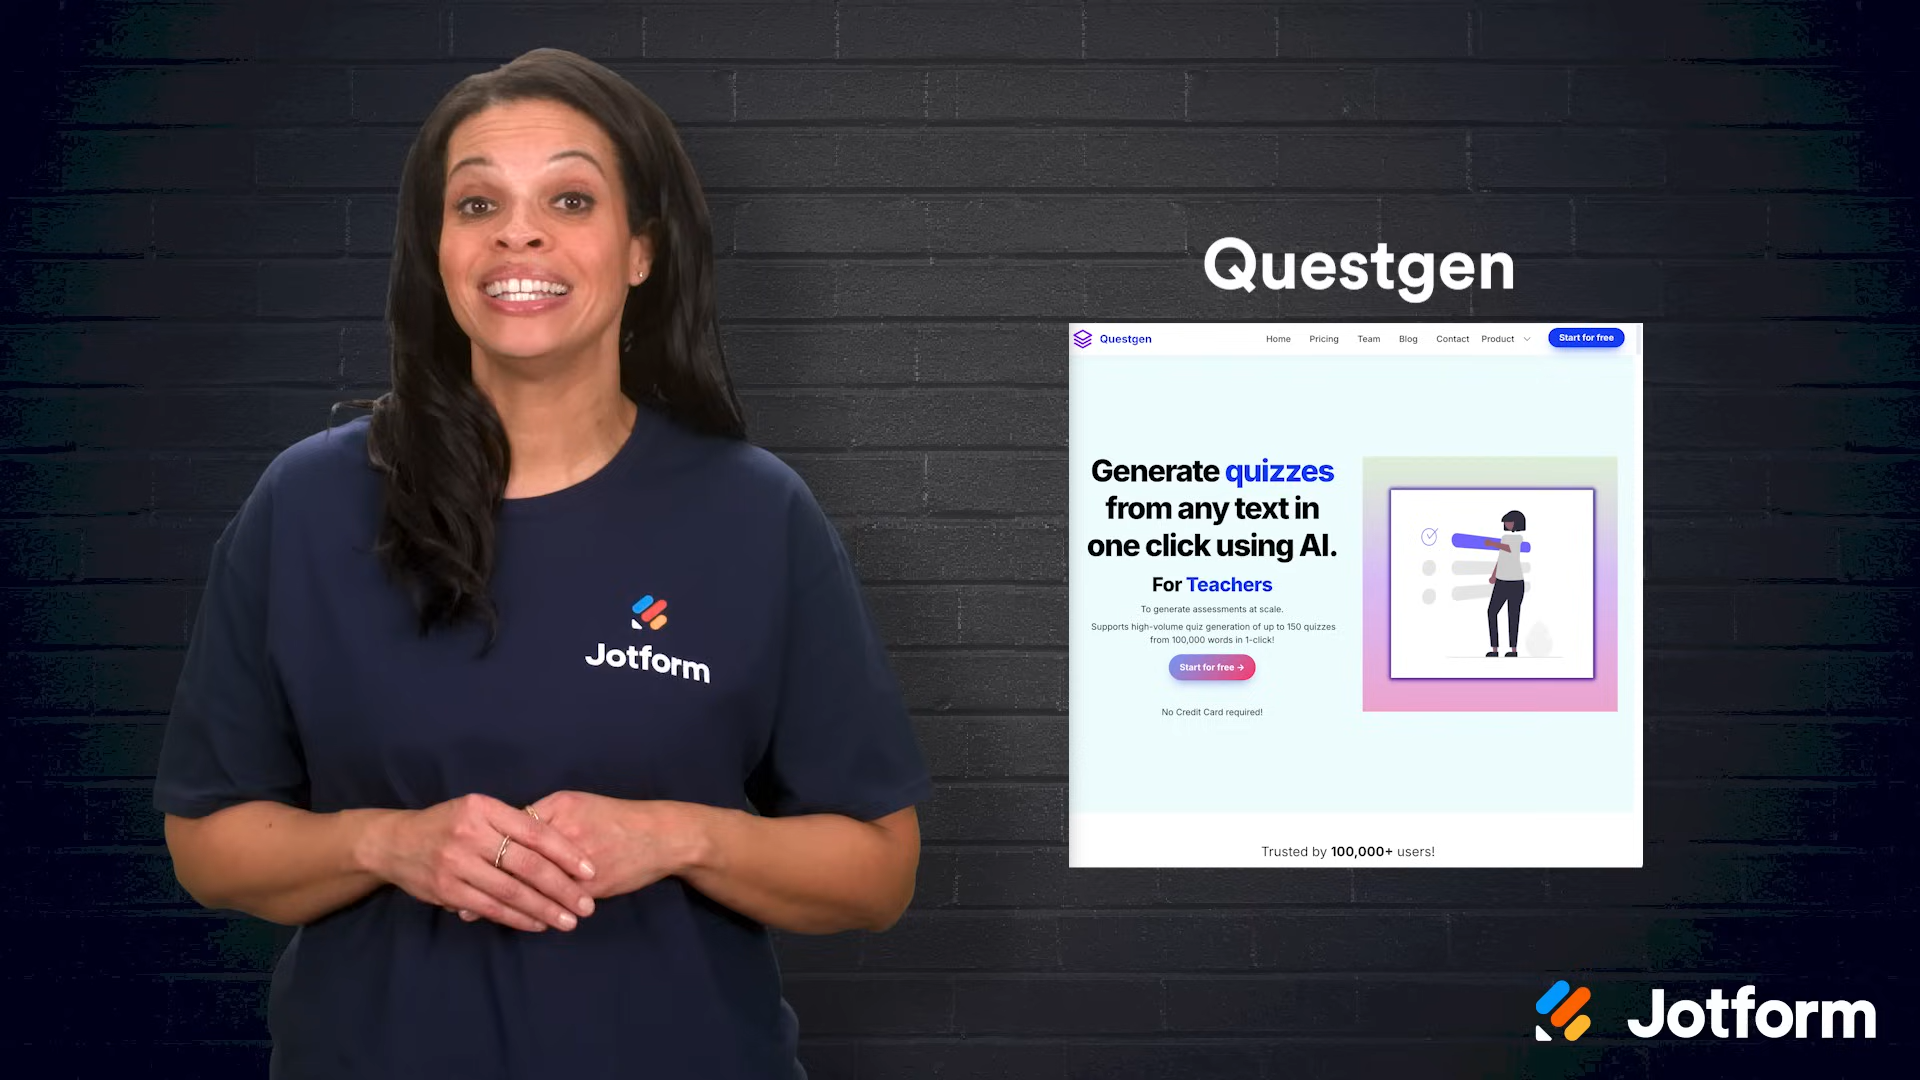 Questgen
Questgen
Home Pricing Team Blog Contact Product
Start for free
Generate quizzes
from any text in
one click using AI.
For Teachers
To generate assessments at scale.
Supports high-volume quiz generation of up to 150 quizzes
from 100,000 words in 1-click!
Start for free →
No Credit Card required!
Trusted by 100,000+ users!
Jotform
Jotform